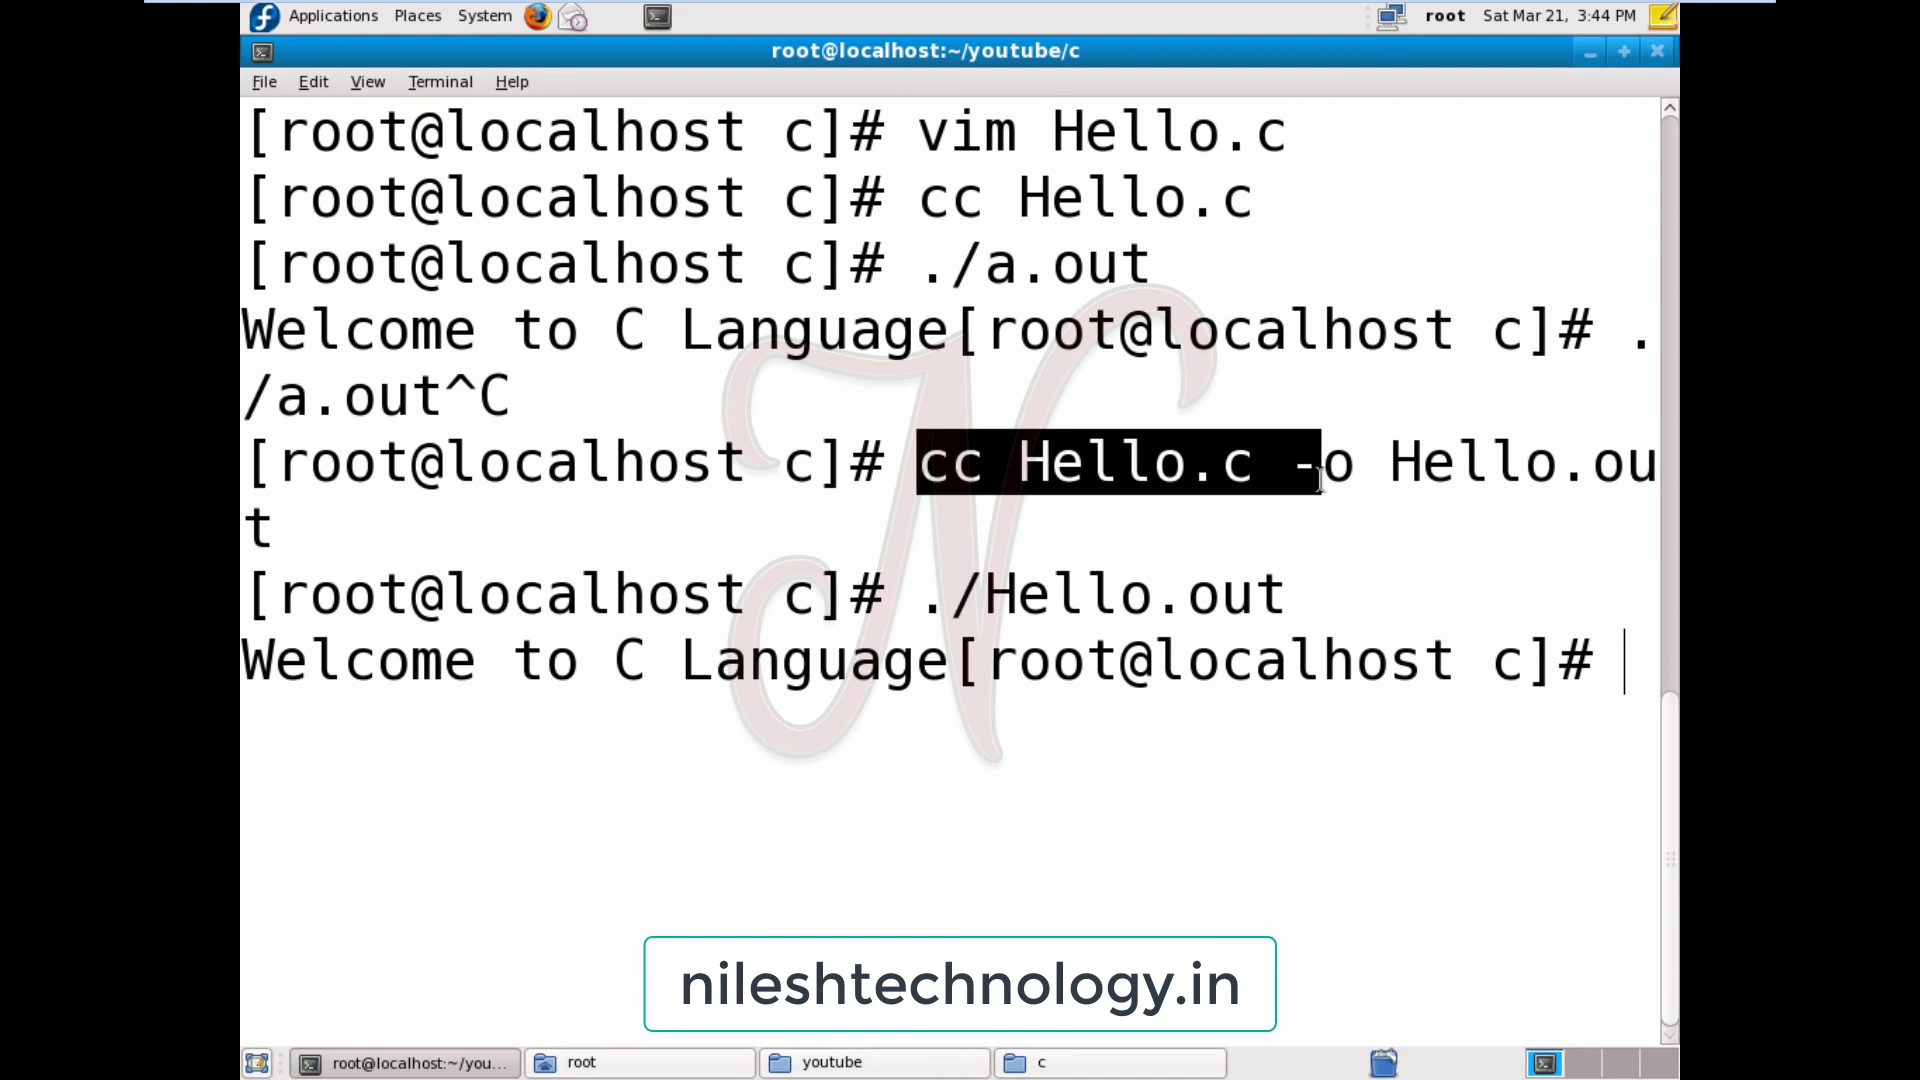 Applications Places System root Sat Mar 21, 3:44 PM
root@localhost:~/youtube/c
File Edit View Terminal Help
[root@localhost c]# vim Hello.c
[root@localhost c]# cc Hello.c
[root@localhost c]# ./a.out
Welcome to C Language[root@localhost c]# .
/a.out^C
[root@localhost c]# cc Hello.c -o Hello.ou
t
[root@localhost c]# ./Hello.out
Welcome to C Language[root@localhost c]#
N
nileshtechnology.in
root@localhost:~/you... root youtube c